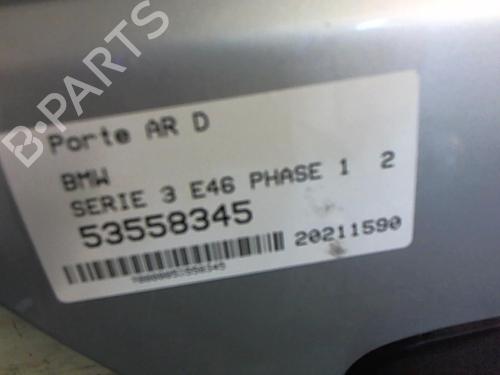 B-PARTS
Porte AR D
BMW
SERIE 3 E46 PHASE 1 2
53558345
20211590